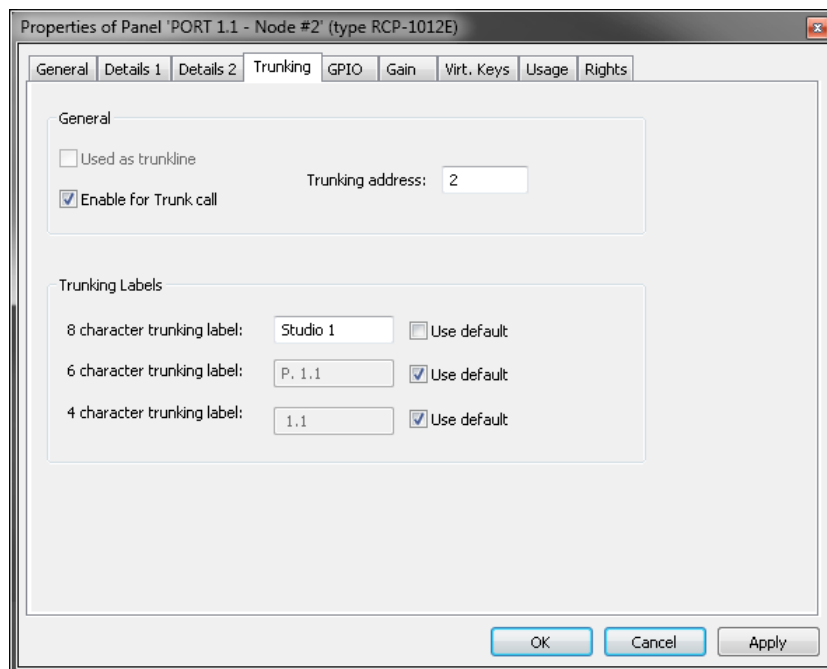 Properties of Panel 'PORT 1.1 - Node #2' (type RCP-1012E)
General Details 1 Details 2 Trunking GPIO Gain Virt. Keys Usage Rights
General
Used as trunkline
Trunking address: 2
Enable for Trunk call
Trunking Labels
8 character trunking label: Studio 1 Use default
6 character trunking label: P. 1.1 Use default
4 character trunking label: 1.1 Use default
OK Cancel Apply